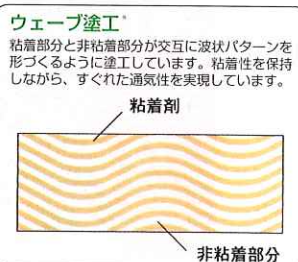 ウェーブ塗工*
粘着部分と非粘着部分が交互に波状パターンを
形づくるように塗工しています。粘着性を保持
しながら、すぐれた通気性を実現しています。
粘着剤
非粘着部分